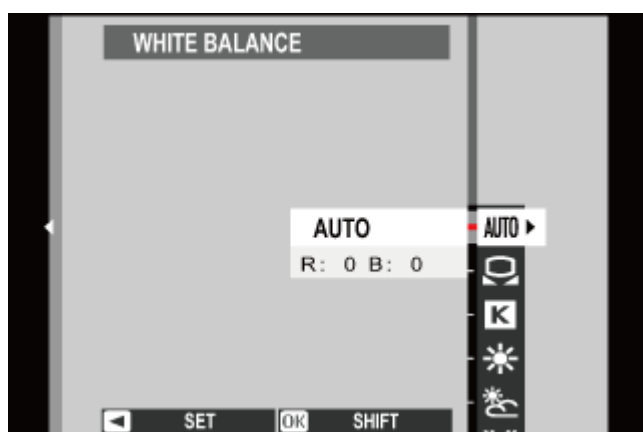 WHITE BALANCE
AUTO AUTO
R: 0 B: 0
K
SET OK SHIFT